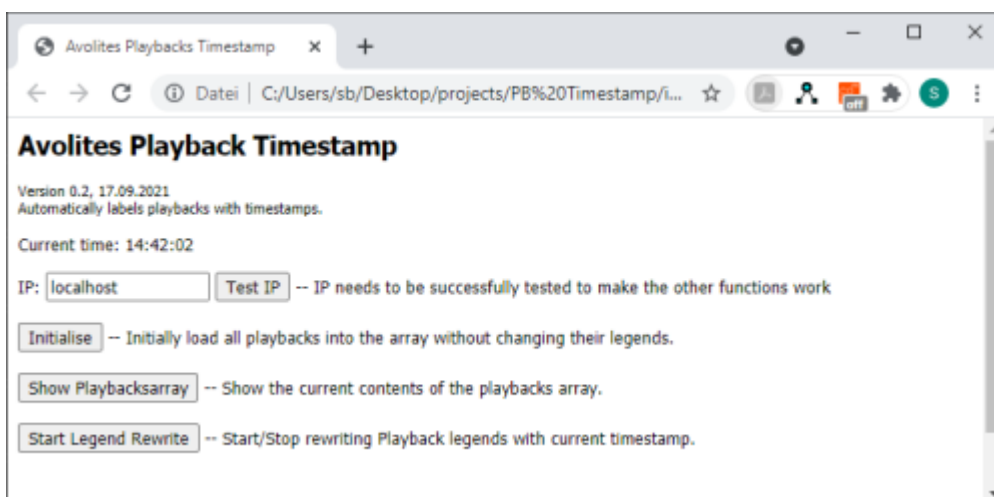 Avolites Playbacks Timestamp
Datei | C:/Users/sb/Desktop/projects/PB%20Timestamp/i...
off
S
Avolites Playback Timestamp
Version 0.2, 17.09.2021
Automatically labels playbacks with timestamps.
Current time: 14:42:02
IP: localhost Test IP -- IP needs to be successfully tested to make the other functions work
Initialise -- Initially load all playbacks into the array without changing their legends.
Show Playbacksarray -- Show the current contents of the playbacks array.
Start Legend Rewrite -- Start/Stop rewriting Playback legends with current timestamp.